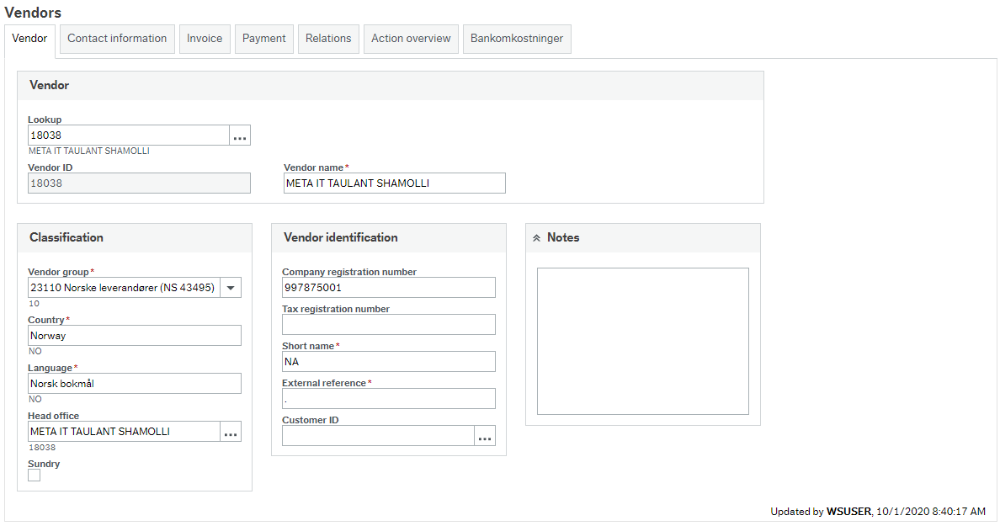 Vendors
Vendor Contact information Invoice Payment Relations Action overview Bankomkostninger
Vendor
Lookup
18038 ...
META IT TAULANT SHAMOLLI
Vendor ID Vendor name*
18038 META IT TAULANT SHAMOLLI
Classification
Vendor group*
23110 Norske leverandører (NS 43495)
10
Country*
Norway
NO
Language*
Norsk bokmål
NO
Head office
META IT TAULANT SHAMOLLI ...
18038
Sundry
Vendor identification
Company registration number
997875001
Tax registration number
Short name*
NA
External reference*
.
Customer ID
...
Notes
Updated by WSUSER, 10/1/2020 8:40:17 AM